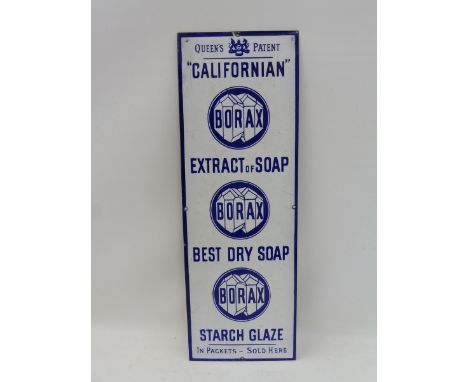 QUEEN'S PATENT
"CALIFORNIAN"
BORAX
EXTRACT OF SOAP
BORAX
BEST DRY SOAP
BORAX
STARCH GLAZE
IN PACKETS - SOLD HERE